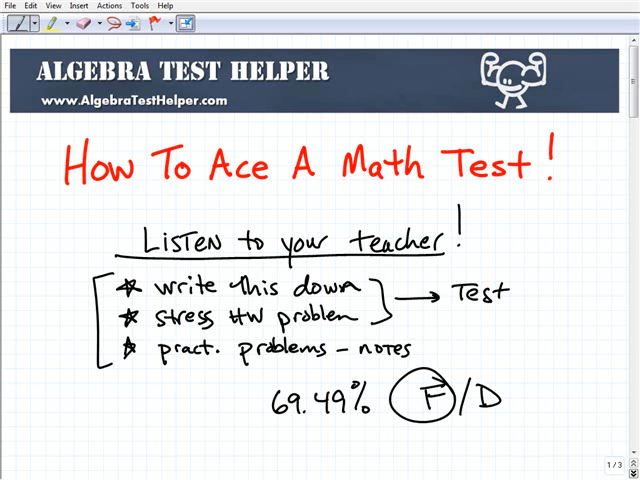 File Edit View Insert Actions Tools Help
ALGEBRA TEST HELPER
www.AlgebraTestHelper.com
HOW TO ACE A MATH TEST!
LISTEN to your teacher!
★ write this down
★ stress HW problem → TEST
★ pract. problems – notes
69.49% F/D
1 / 3